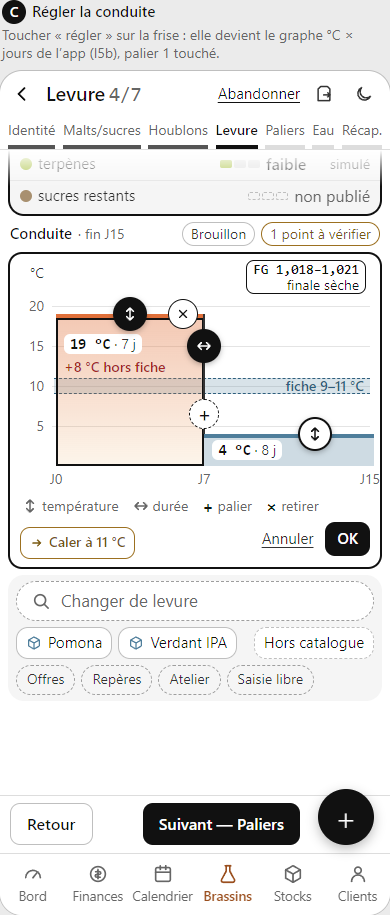 C Régler la conduite
Toucher « régler » sur la frise : elle devient le graphe °C ×
jours de l'app (I5b), palier 1 touché.
Levure 4/7
Abandonner
Identité Malts/sucres Houblons Levure Paliers Eau Récap.
terpènes faible simulé
sucres restants non publié
Conduite · fin J15 Brouillon 1 point à vérifier
°C
FG 1,018–1,021
finale sèche
20
15
10
5
19 °C · 7 j
+8 °C hors fiche
fiche 9–11 °C
4 °C · 8 j
J0 J7 J15
température durée + palier × retirer
→ Caler à 11 °C Annuler OK
Changer de levure
Pomona Verdant IPA Hors catalogue
Offres Repères Atelier Saisie libre
Retour Suivant — Paliers +
Bord Finances Calendrier Brassins Stocks Clients